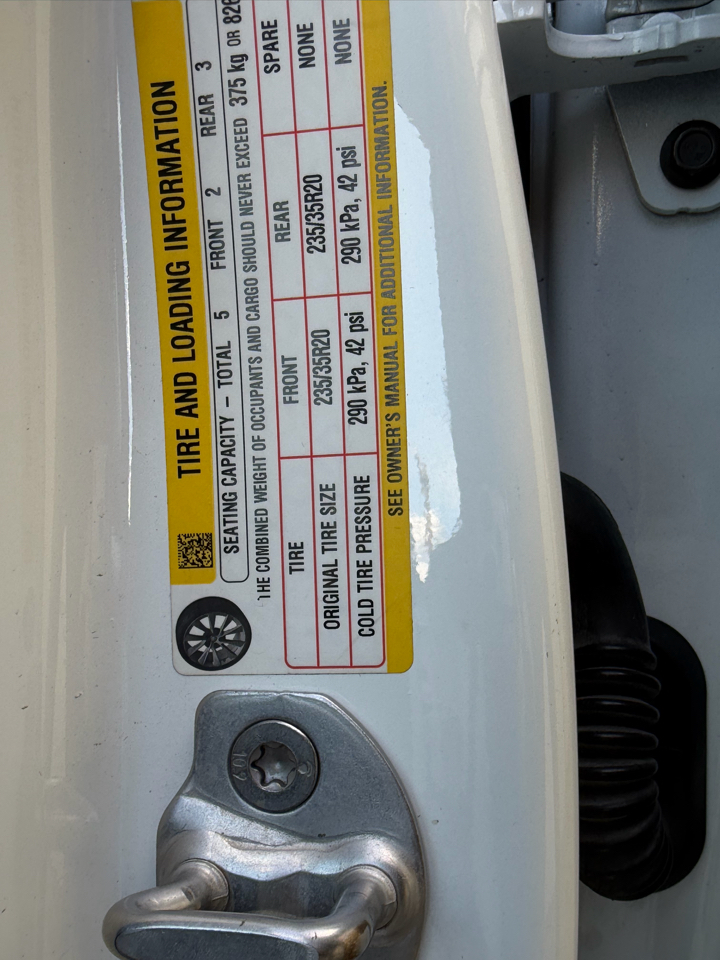 TIRE AND LOADING INFORMATION
SEATING CAPACITY – TOTAL 5 FRONT 2 REAR 3
THE COMBINED WEIGHT OF OCCUPANTS AND CARGO SHOULD NEVER EXCEED 375 kg OR 826
TIRE FRONT REAR SPARE
ORIGINAL TIRE SIZE 235/35R20 235/35R20 NONE
COLD TIRE PRESSURE 290 kPa, 42 psi 290 kPa, 42 psi NONE
SEE OWNER'S MANUAL FOR ADDITIONAL INFORMATION.